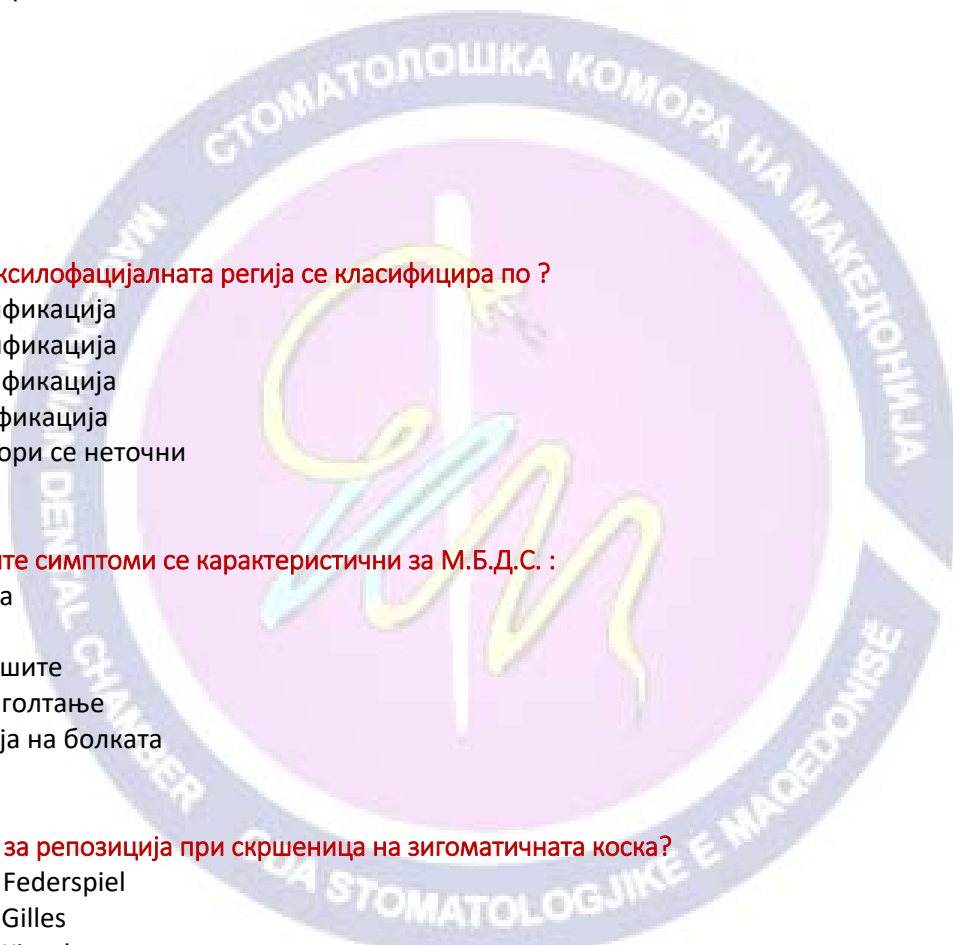 СТОМАТОЛОШКА КОМОРА НА МАКЕДОНИЈА
MACEDONIAN DENTAL CHAMBER
ODA STOMATOLOGJIKE E MAQEDONISË
ксилофацијалната регија се класифицира по ?
фикација
фикација
фикација
фикација
ори се неточни
те симптоми се карактеристични за М.Б.Д.С. :
а
шите
голтање
ја на болката
за репозиција при скршеница на зигоматичната коска?
Federspiel
Gilles